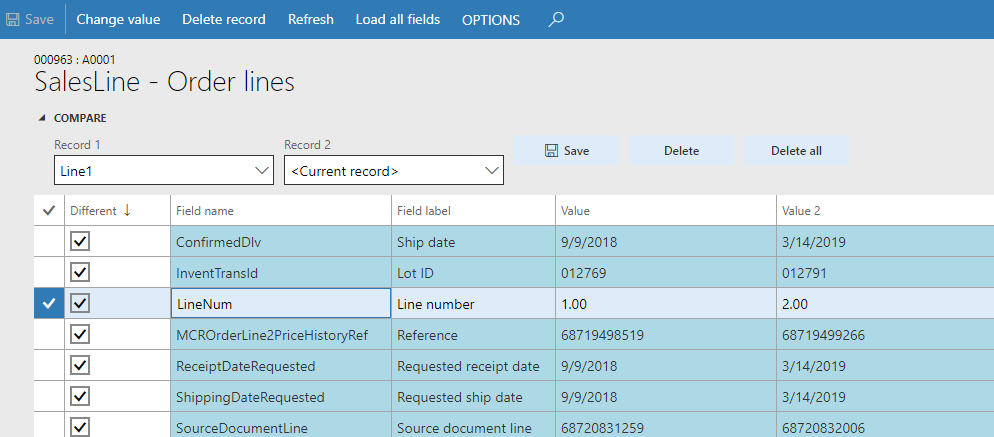 Save Change value Delete record Refresh Load all fields OPTIONS
000963 : A0001
SalesLine - Order lines
COMPARE
Record 1 Record 2
Line1 <Current record> Save Delete Delete all
Different ↓ Field name Field label Value Value 2
ConfirmedDlv Ship date 9/9/2018 3/14/2019
InventTransId Lot ID 012769 012791
LineNum Line number 1.00 2.00
MCROrderLine2PriceHistoryRef Reference 68719498519 68719499266
ReceiptDateRequested Requested receipt date 9/9/2018 3/14/2019
ShippingDateRequested Requested ship date 9/9/2018 3/14/2019
SourceDocumentLine Source document line 68720831259 68720832006